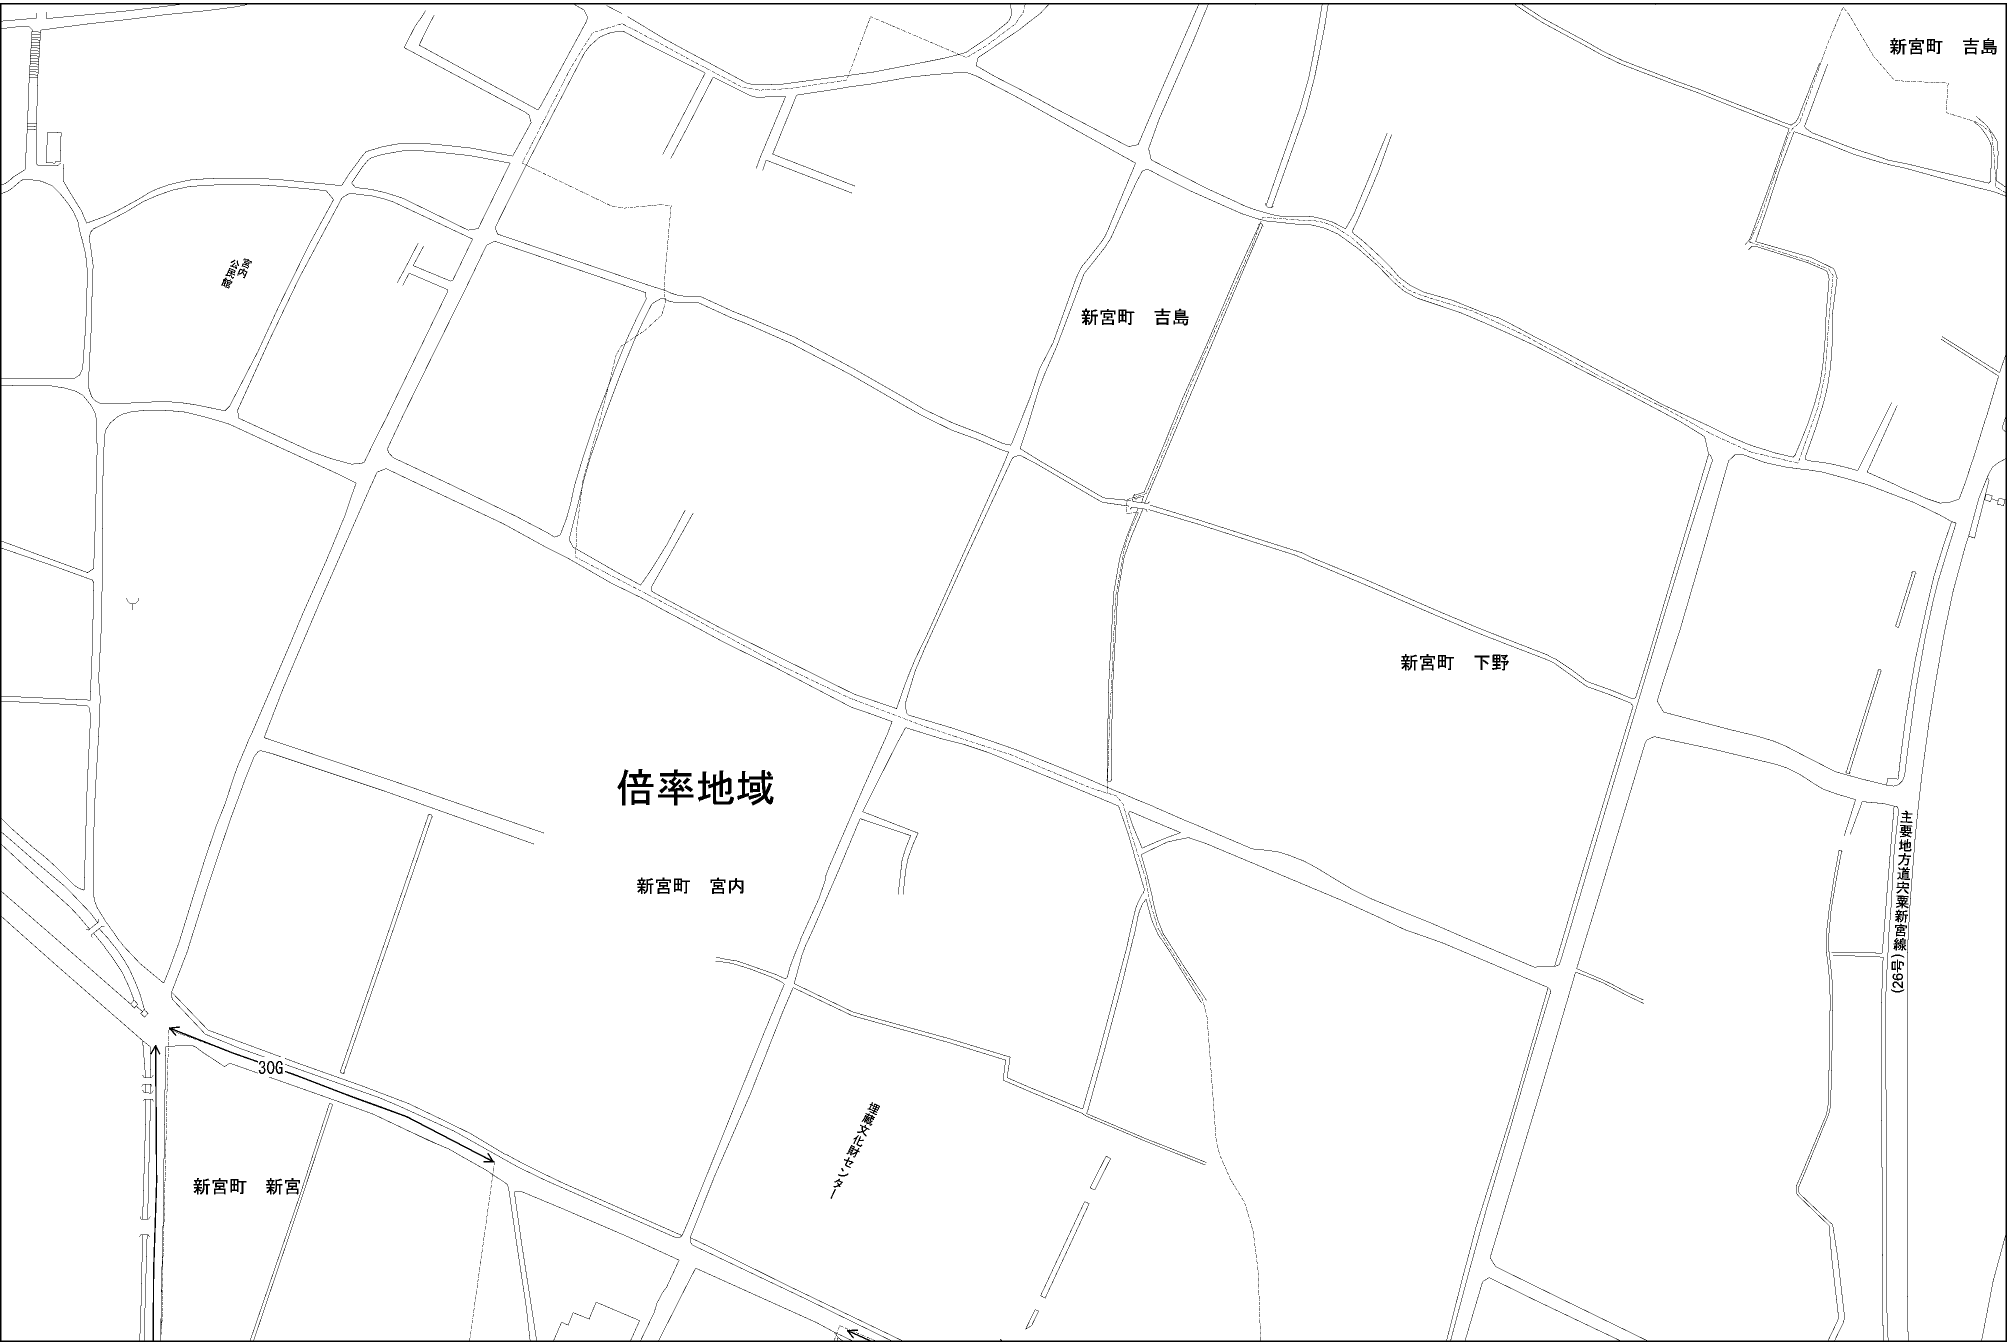 新宮町　吉島
宮内
公民館
新宮町　吉島
新宮町　下野
倍率地域
新宮町　宮内
主要地方道宍粟新宮線
(26号)
30G
埋蔵文化財センター
新宮町　新宮